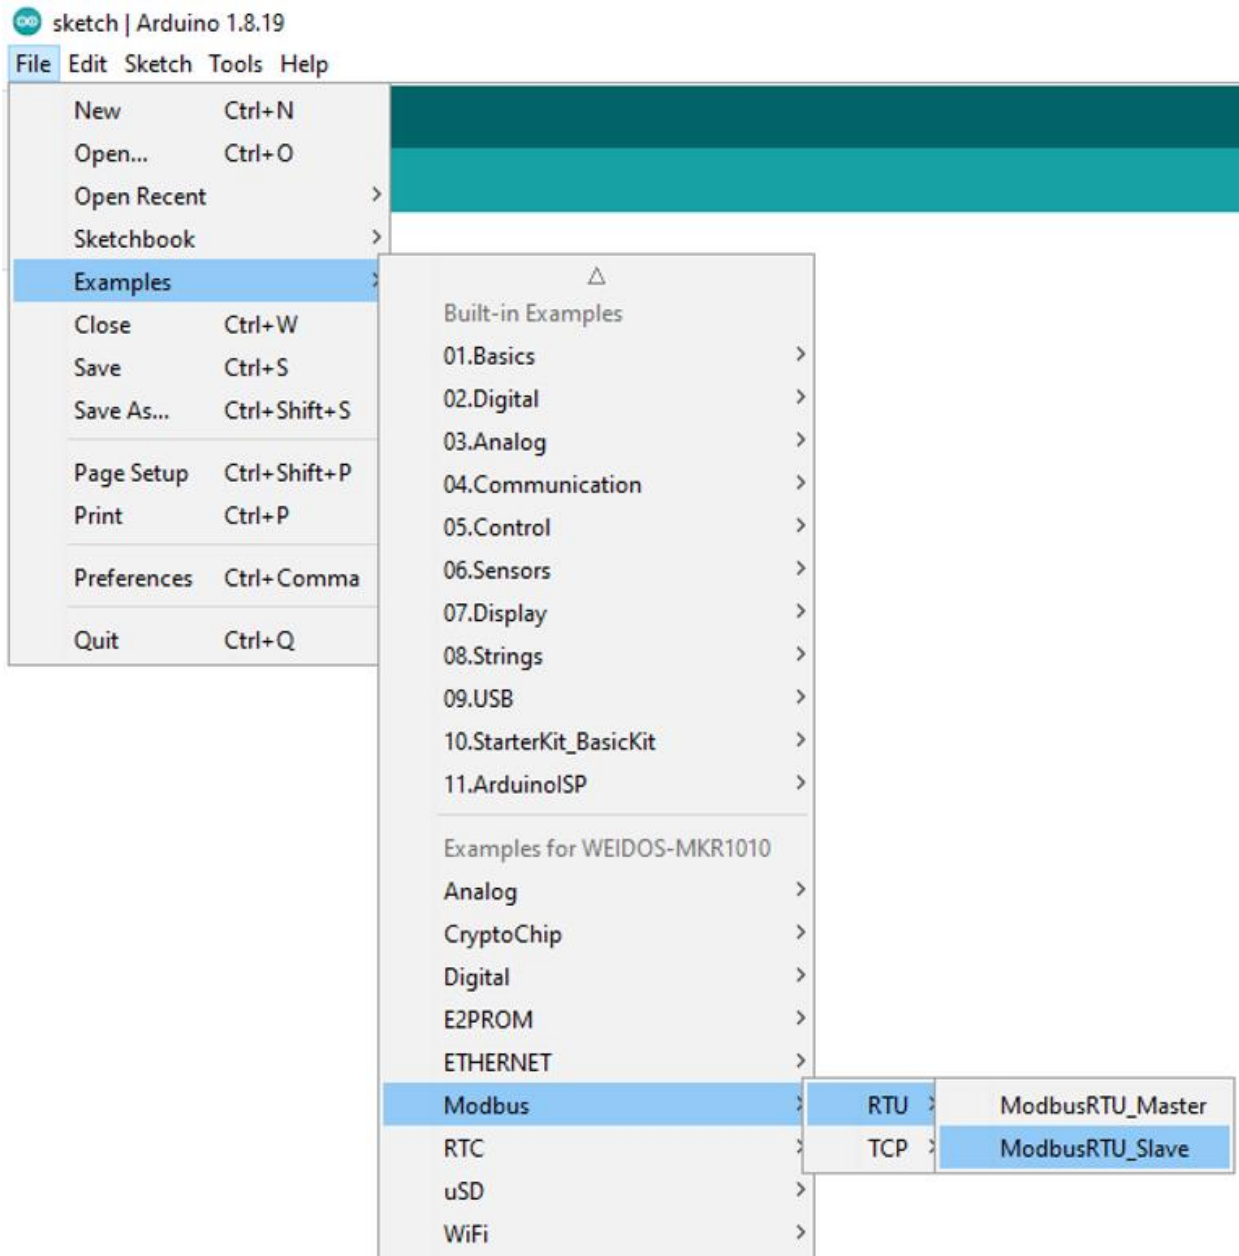 sketch | Arduino 1.8.19
File Edit Sketch Tools Help
New Ctrl+N
Open... Ctrl+O
Open Recent
Sketchbook
Examples
Close Ctrl+W
Save Ctrl+S
Save As... Ctrl+Shift+S
Page Setup Ctrl+Shift+P
Print Ctrl+P
Preferences Ctrl+Comma
Quit Ctrl+Q
Built-in Examples
01.Basics
02.Digital
03.Analog
04.Communication
05.Control
06.Sensors
07.Display
08.Strings
09.USB
10.StarterKit_BasicKit
11.ArduinoISP
Examples for WEIDOS-MKR1010
Analog
CryptoChip
Digital
E2PROM
ETHERNET
Modbus
RTC
uSD
WiFi
RTU
TCP
ModbusRTU_Master
ModbusRTU_Slave